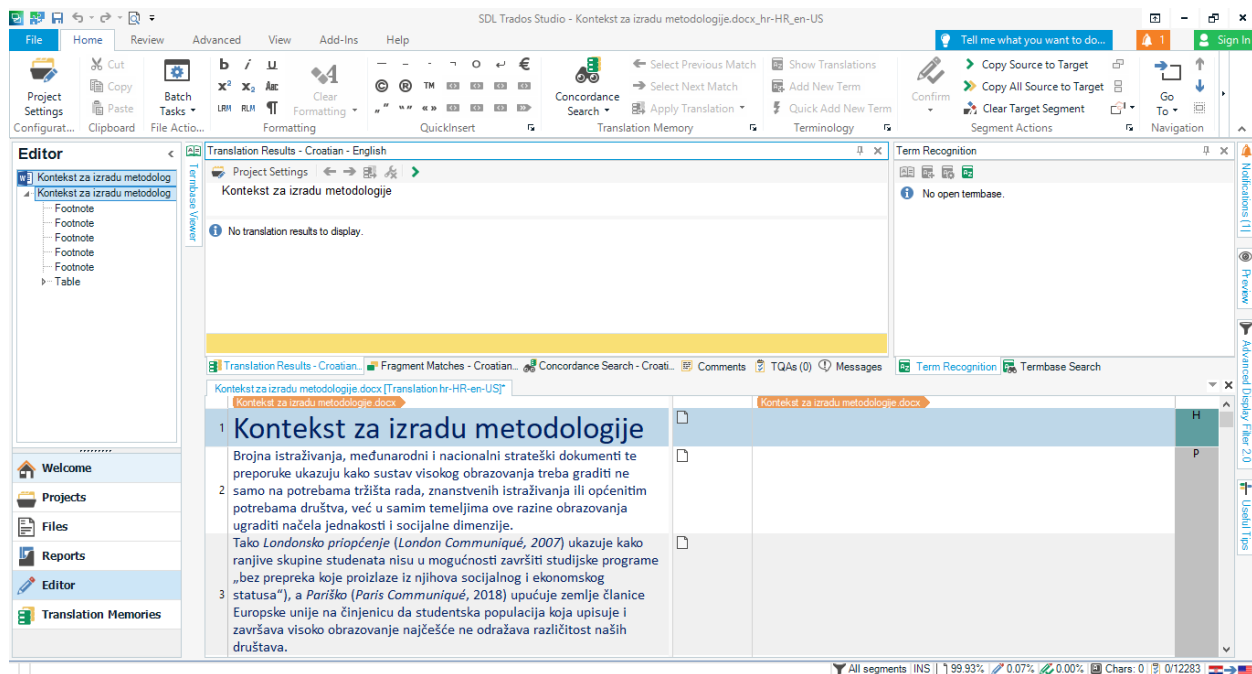 SDL Trados Studio - Kontekst za izradu metodologije.docx_hr-HR_en-US
File Home Review Advanced View Add-Ins Help
Tell me what you want to do... 1 Sign In
Project Settings
Cut
Copy
Paste
Batch Tasks
b i u
x² x₂ Aвс
LRM RLM ¶
Clear Formatting
– – - ¬ ○ ↵ €
© ® TM
„ “ “ ” « »
Concordance Search
Select Previous Match
Select Next Match
Apply Translation
Show Translations
Add New Term
Quick Add New Term
Confirm
Copy Source to Target
Copy All Source to Target
Clear Target Segment
Go To
Configurat... Clipboard File Actio... Formatting QuickInsert Translation Memory Terminology Segment Actions Navigation
Editor
Kontekst za izradu metodolog
Kontekst za izradu metodolog
Footnote
Footnote
Footnote
Footnote
Footnote
Table
Welcome
Projects
Files
Reports
Editor
Translation Memories
Termbase Viewer
Translation Results - Croatian - English
Project Settings
Kontekst za izradu metodologije
No translation results to display.
Translation Results - Croatian... Fragment Matches - Croatian... Concordance Search - Croati... Comments TQAs (0) Messages
Term Recognition
No open termbase.
Term Recognition Termbase Search
Kontekst za izradu metodologije.docx [Translation hr-HR-en-US]*
Kontekst za izradu metodologije.docx Kontekst za izradu metodologije.docx
1 Kontekst za izradu metodologije H
Brojna istraživanja, međunarodni i nacionalni strateški dokumenti te P
preporuke ukazuju kako sustav visokog obrazovanja treba graditi ne
2 samo na potrebama tržišta rada, znanstvenih istraživanja ili općenitim
potrebama društva, već u samim temeljima ove razine obrazovanja
ugraditi načela jednakosti i socijalne dimenzije.
Tako Londonsko priopćenje (London Communiqué, 2007) ukazuje kako
ranjive skupine studenata nisu u mogućnosti završiti studijske programe
„bez prepreka koje proizlaze iz njihova socijalnog i ekonomskog
3 statusa“), a Pariško (Paris Communiqué, 2018) upućuje zemlje članice
Europske unije na činjenicu da studentska populacija koja upisuje i
završava visoko obrazovanje najčešće ne odražava različitost naših
društava.
Notifications (1)
Preview
Advanced Display Filter 2.0
Useful Tips
All segments INS 99.93% 0.07% 0.00% Chars: 0 0/12283